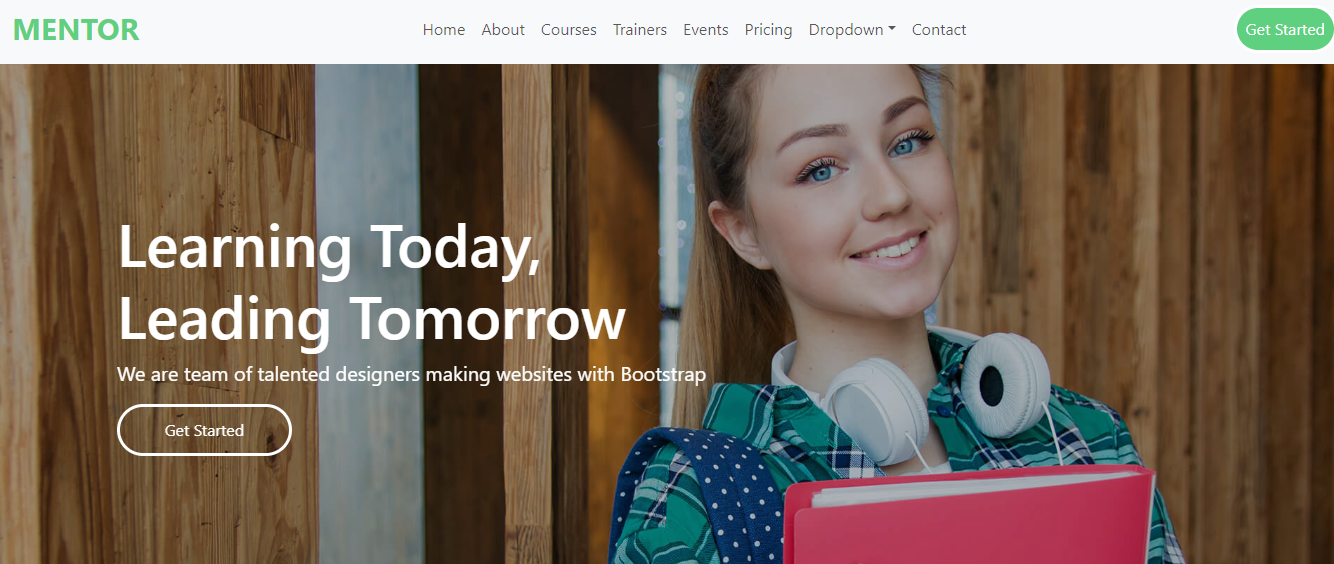 MENTOR
Home About Courses Trainers Events Pricing Dropdown Contact
Get Started
Learning Today,
Leading Tomorrow
We are team of talented designers making websites with Bootstrap
Get Started